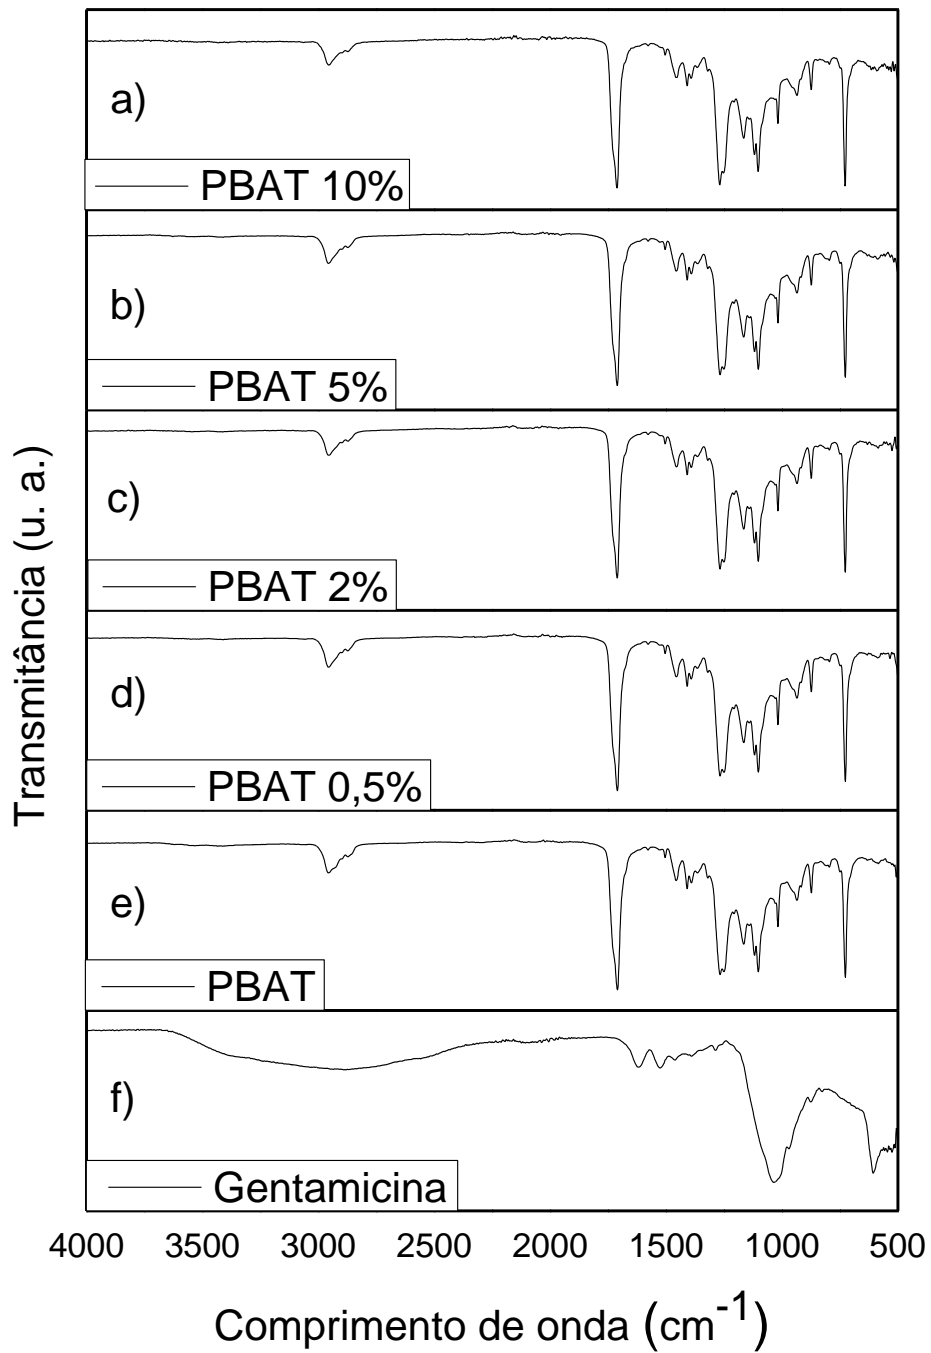 a)
PBAT 10%
b)
PBAT 5%
c)
PBAT 2%
d)
PBAT 0,5%
e)
PBAT
f)
Gentamicina
Transmitância (u. a.)
4000 3500 3000 2500 2000 1500 1000 500
Comprimento de onda (cm⁻¹)